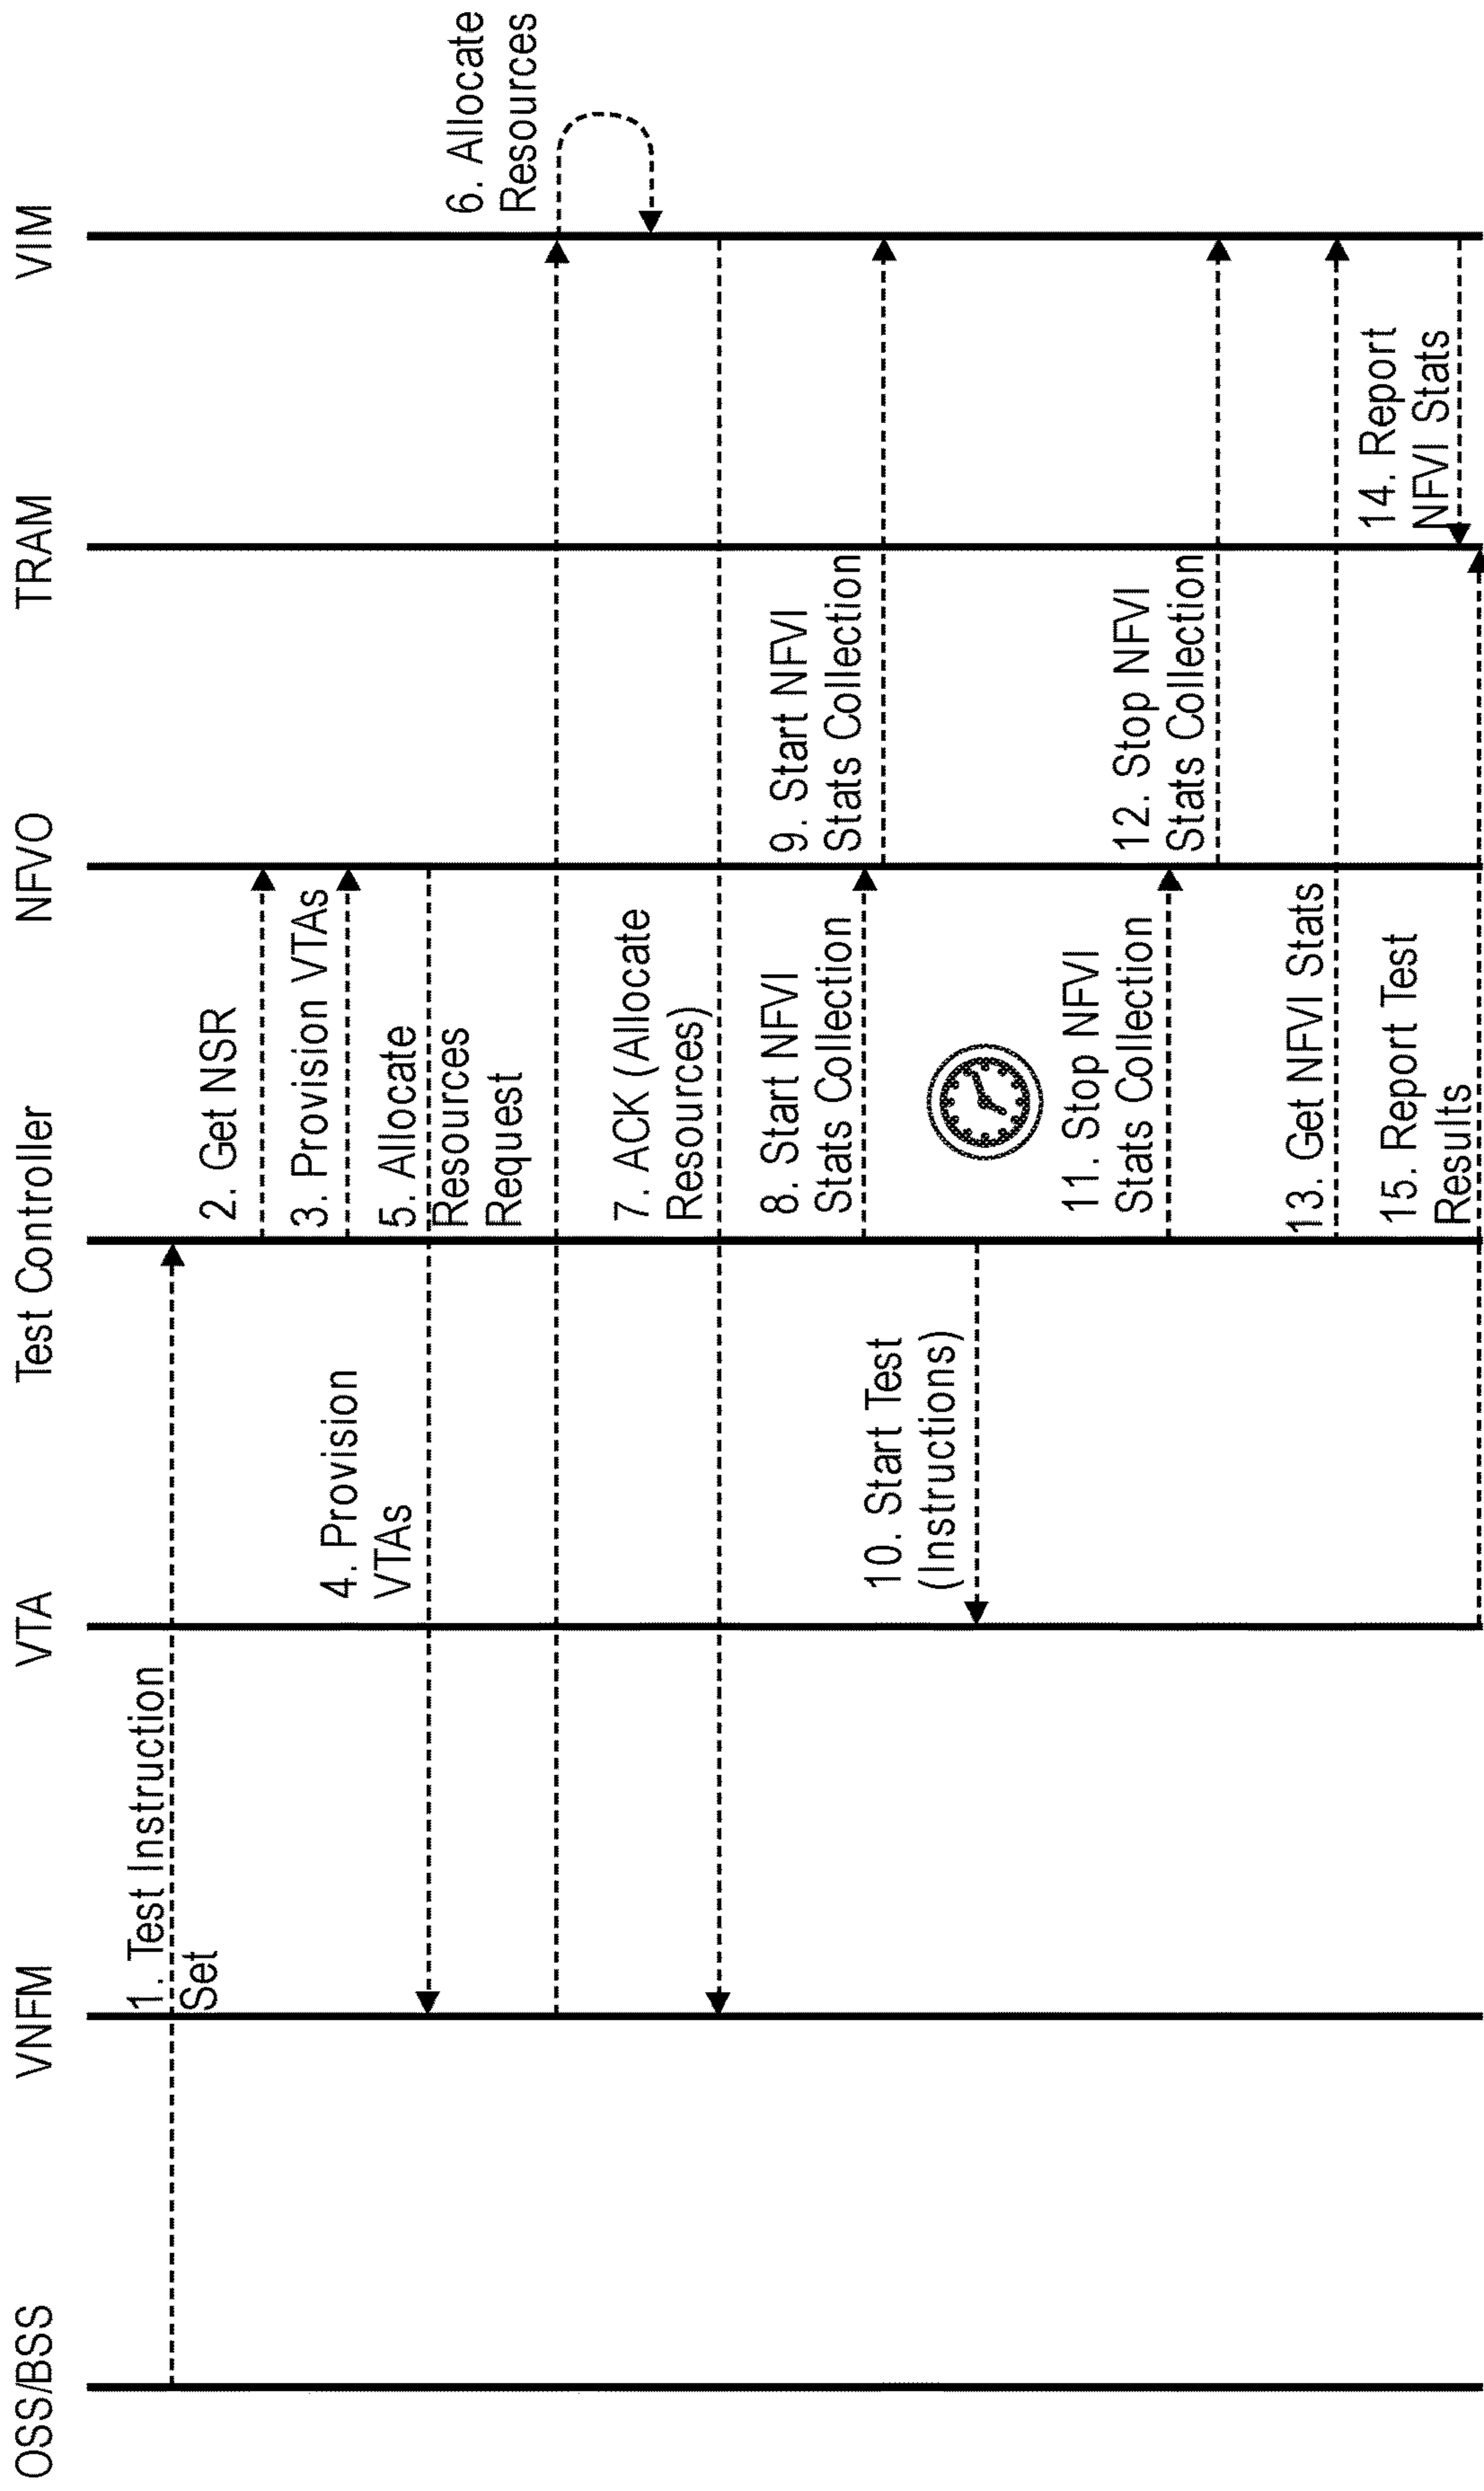 OSS/BSS
VNFM
VTA
Test Controller
NFVO
TRAM
VIM
1. Test Instruction
Set
2. Get NSR
3. Provision VTAs
4. Provision
VTAs
5. Allocate
Resources
Request
6. Allocate
Resources
7. ACK (Allocate
Resources)
8. Start NFVI
Stats Collection
9. Start NFVI
Stats Collection
10. Start Test
(Instructions)
11. Stop NFVI
Stats Collection
12. Stop NFVI
Stats Collection
13. Get NFVI Stats
14. Report
NFVI Stats
15. Report Test
Results